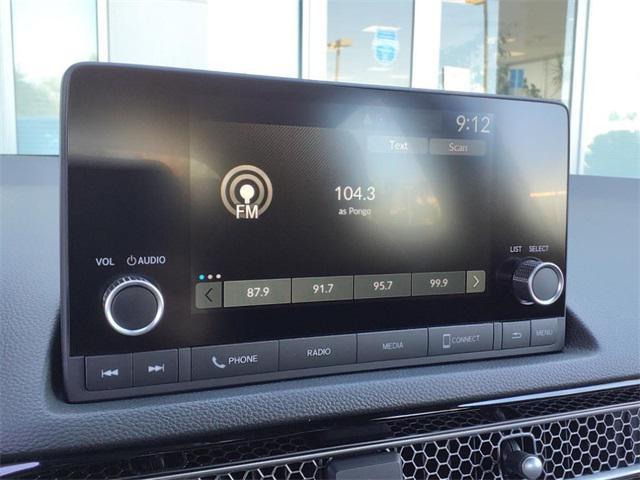 9:12
Text Scan
FM
104.3
as Pongo
VOL AUDIO
LIST SELECT
87.9 91.7 95.7 99.9
PHONE RADIO MEDIA CONNECT MENU